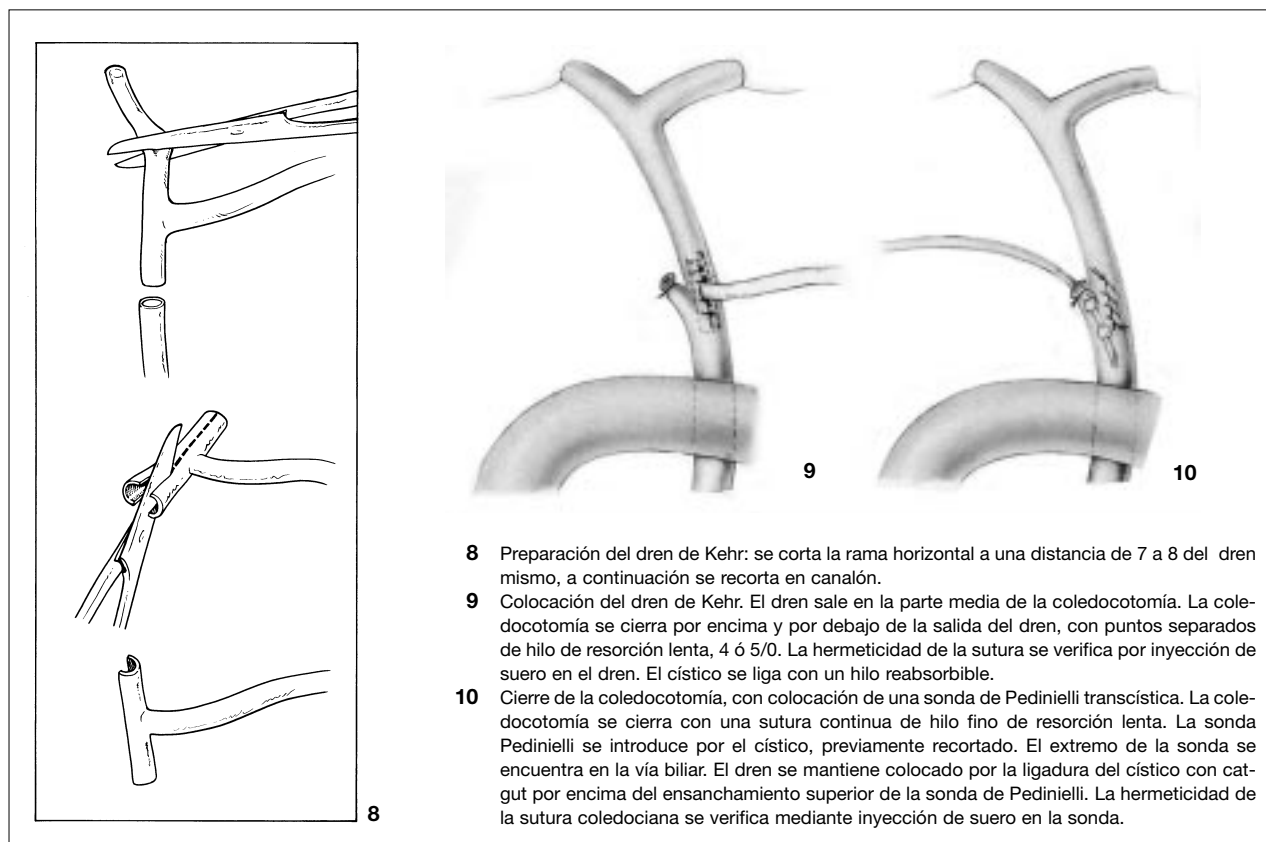 8
9
10
8 Preparación del dren de Kehr: se corta la rama horizontal a una distancia de 7 a 8 del dren
mismo, a continuación se recorta en canalón.
9 Colocación del dren de Kehr. El dren sale en la parte media de la coledocotomía. La cole-
docotomía se cierra por encima y por debajo de la salida del dren, con puntos separados
de hilo de resorción lenta, 4 ó 5/0. La hermeticidad de la sutura se verifica por inyección de
suero en el dren. El cístico se liga con un hilo reabsorbible.
10 Cierre de la coledocotomía, con colocación de una sonda de Pedinielli transcística. La cole-
docotomía se cierra con una sutura continua de hilo fino de resorción lenta. La sonda
Pedinielli se introduce por el cístico, previamente recortado. El extremo de la sonda se
encuentra en la vía biliar. El dren se mantiene colocado por la ligadura del cístico con cat-
gut por encima del ensanchamiento superior de la sonda de Pedinielli. La hermeticidad de
la sutura coledociana se verifica mediante inyección de suero en la sonda.